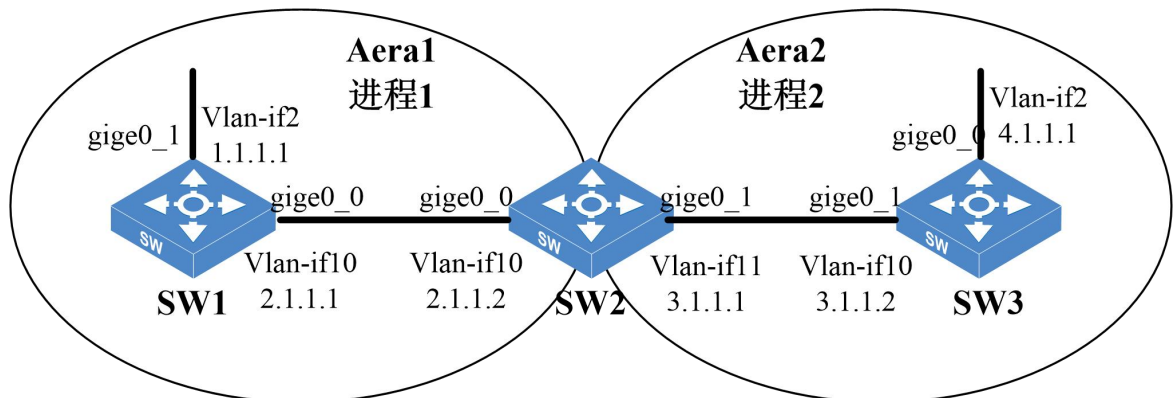 Aera1
进程1
Aera2
进程2
Vlan-if2
1.1.1.1
gige0_1
Vlan-if2
4.1.1.1
gige0_0
gige0_0
gige0_0
gige0_1
gige0_1
SW
SW
SW
Vlan-if10
2.1.1.1
Vlan-if10
2.1.1.2
Vlan-if11
3.1.1.1
Vlan-if10
3.1.1.2
SW1
SW2
SW3